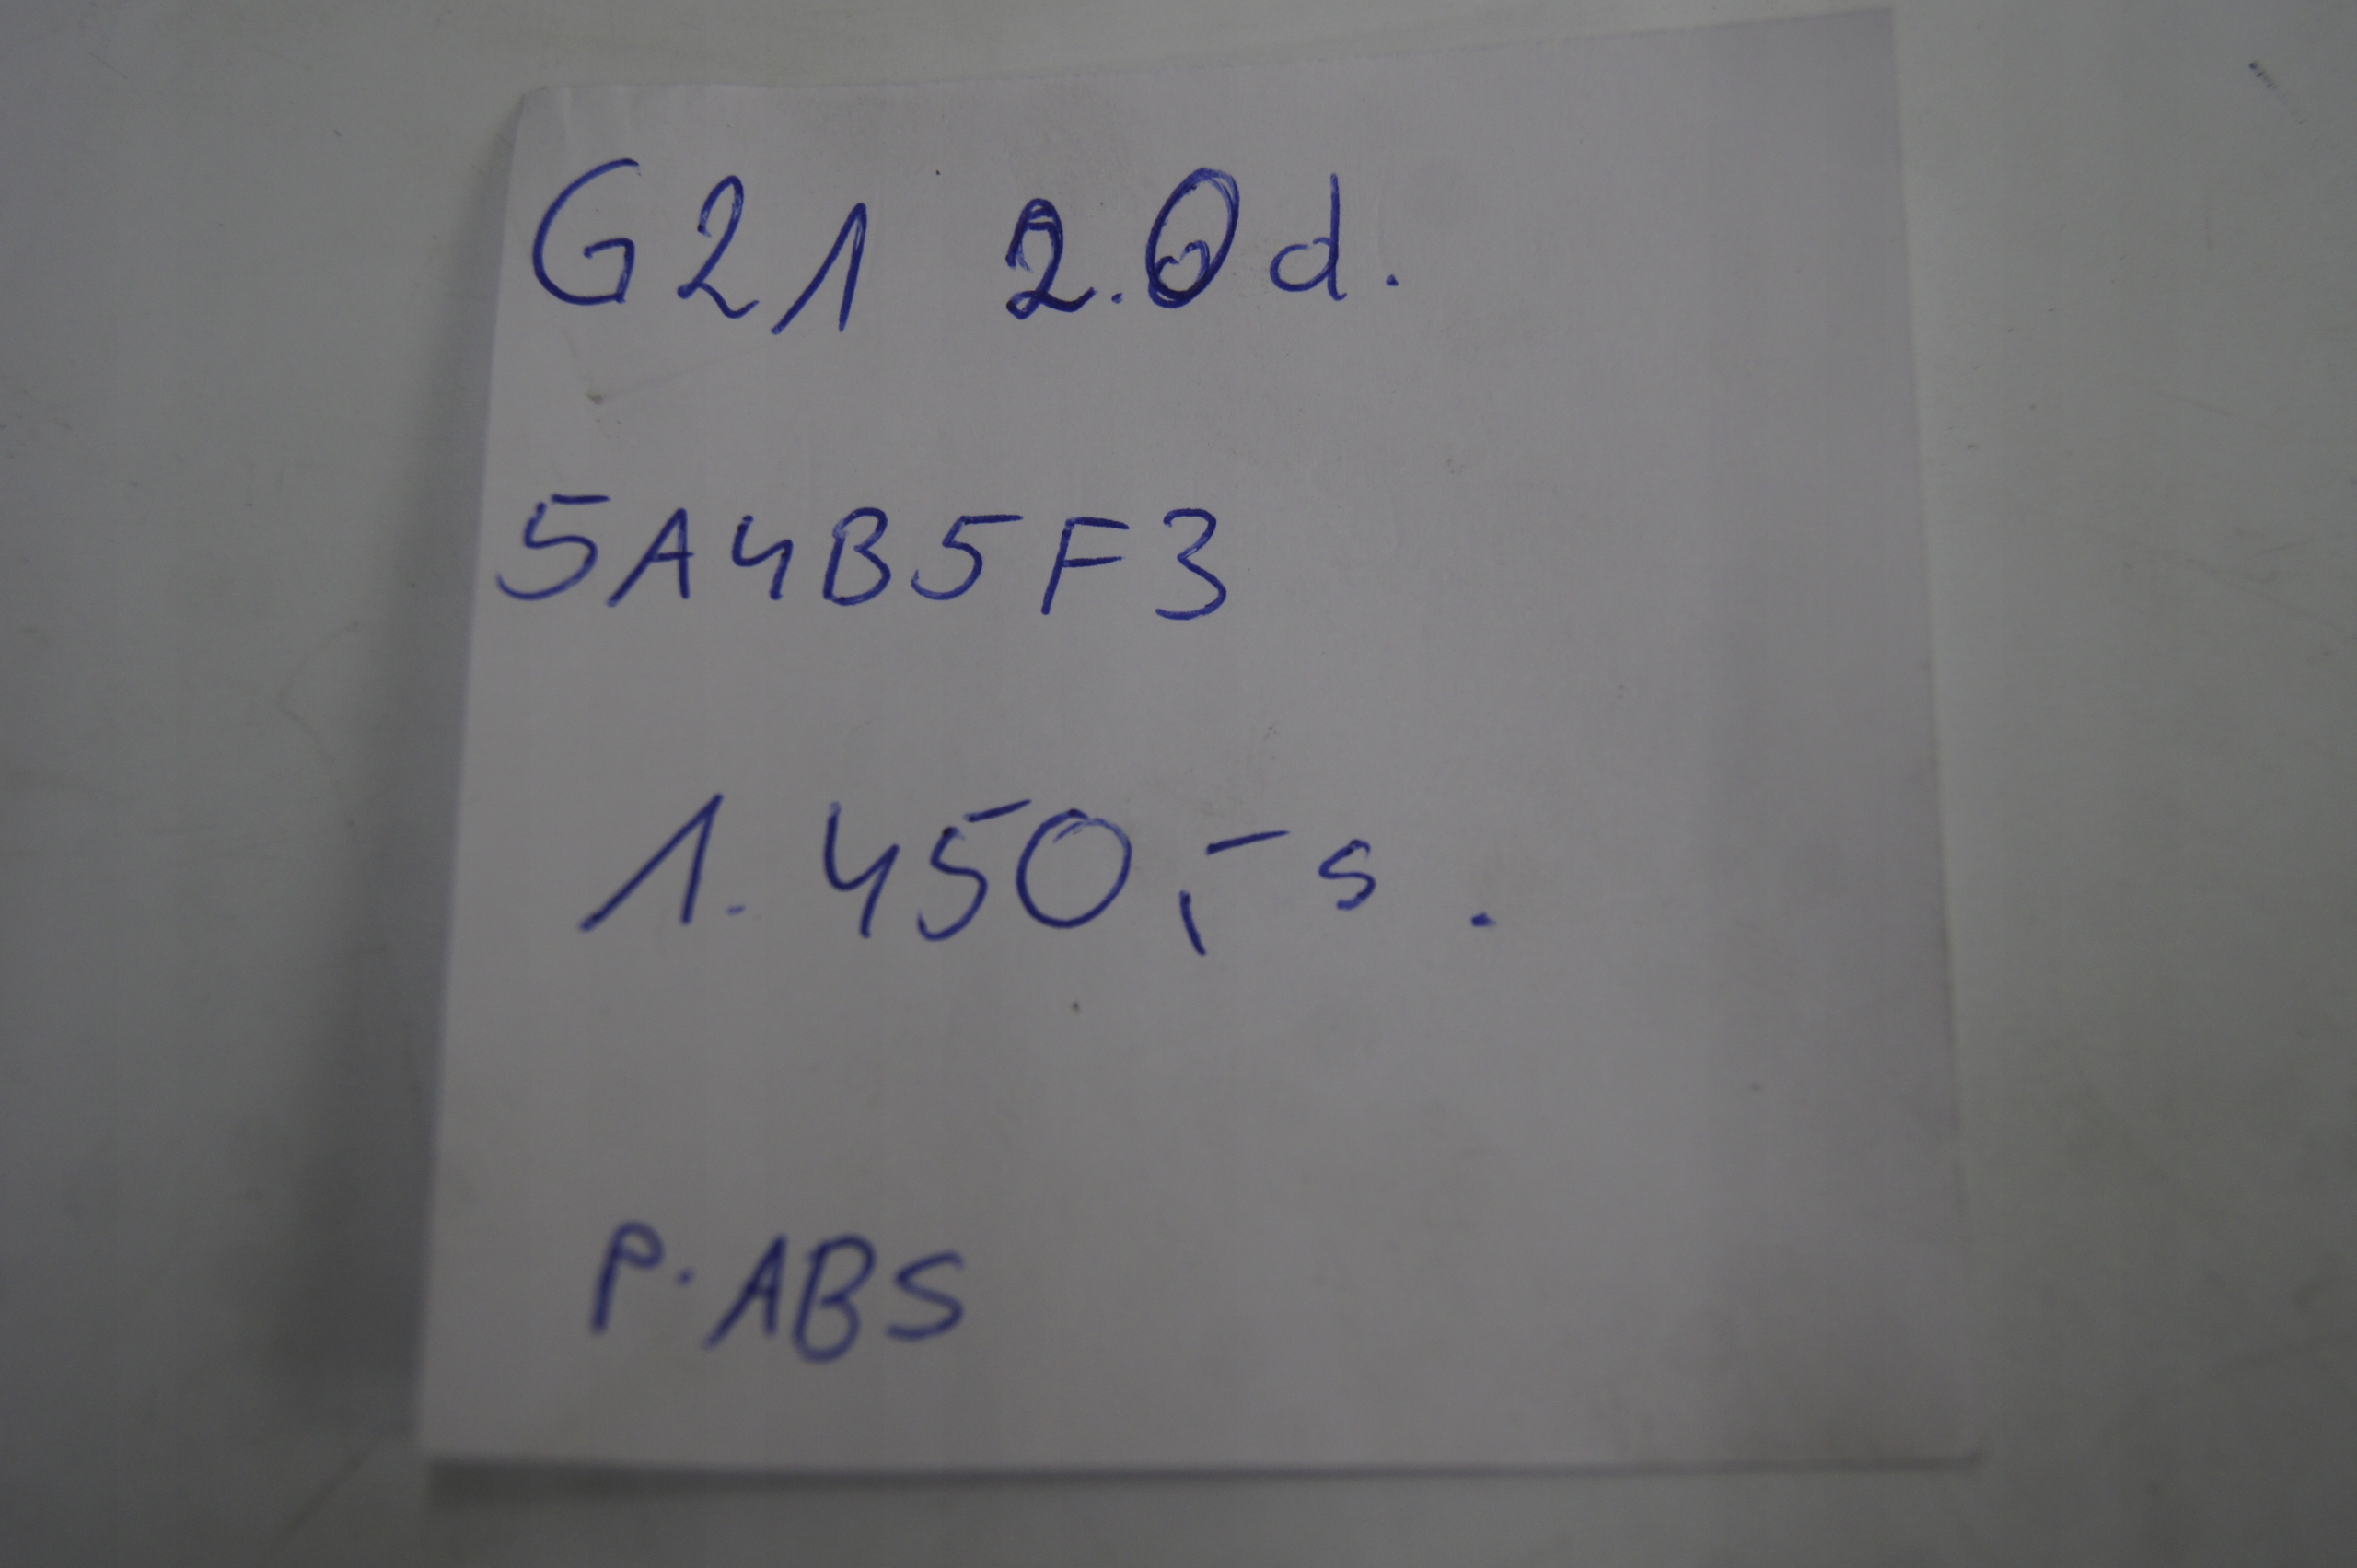 G21 2.0d.
5A4B5F3
1.450,- s.
P. ABS